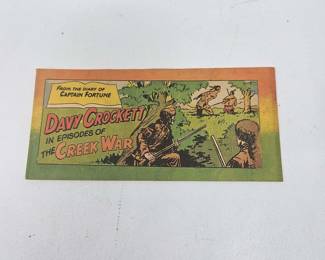 FROM THE DIARY OF
CAPTAIN FORTUNE
DAVY CROCKETT
IN EPISODES OF
THE CREEK WAR